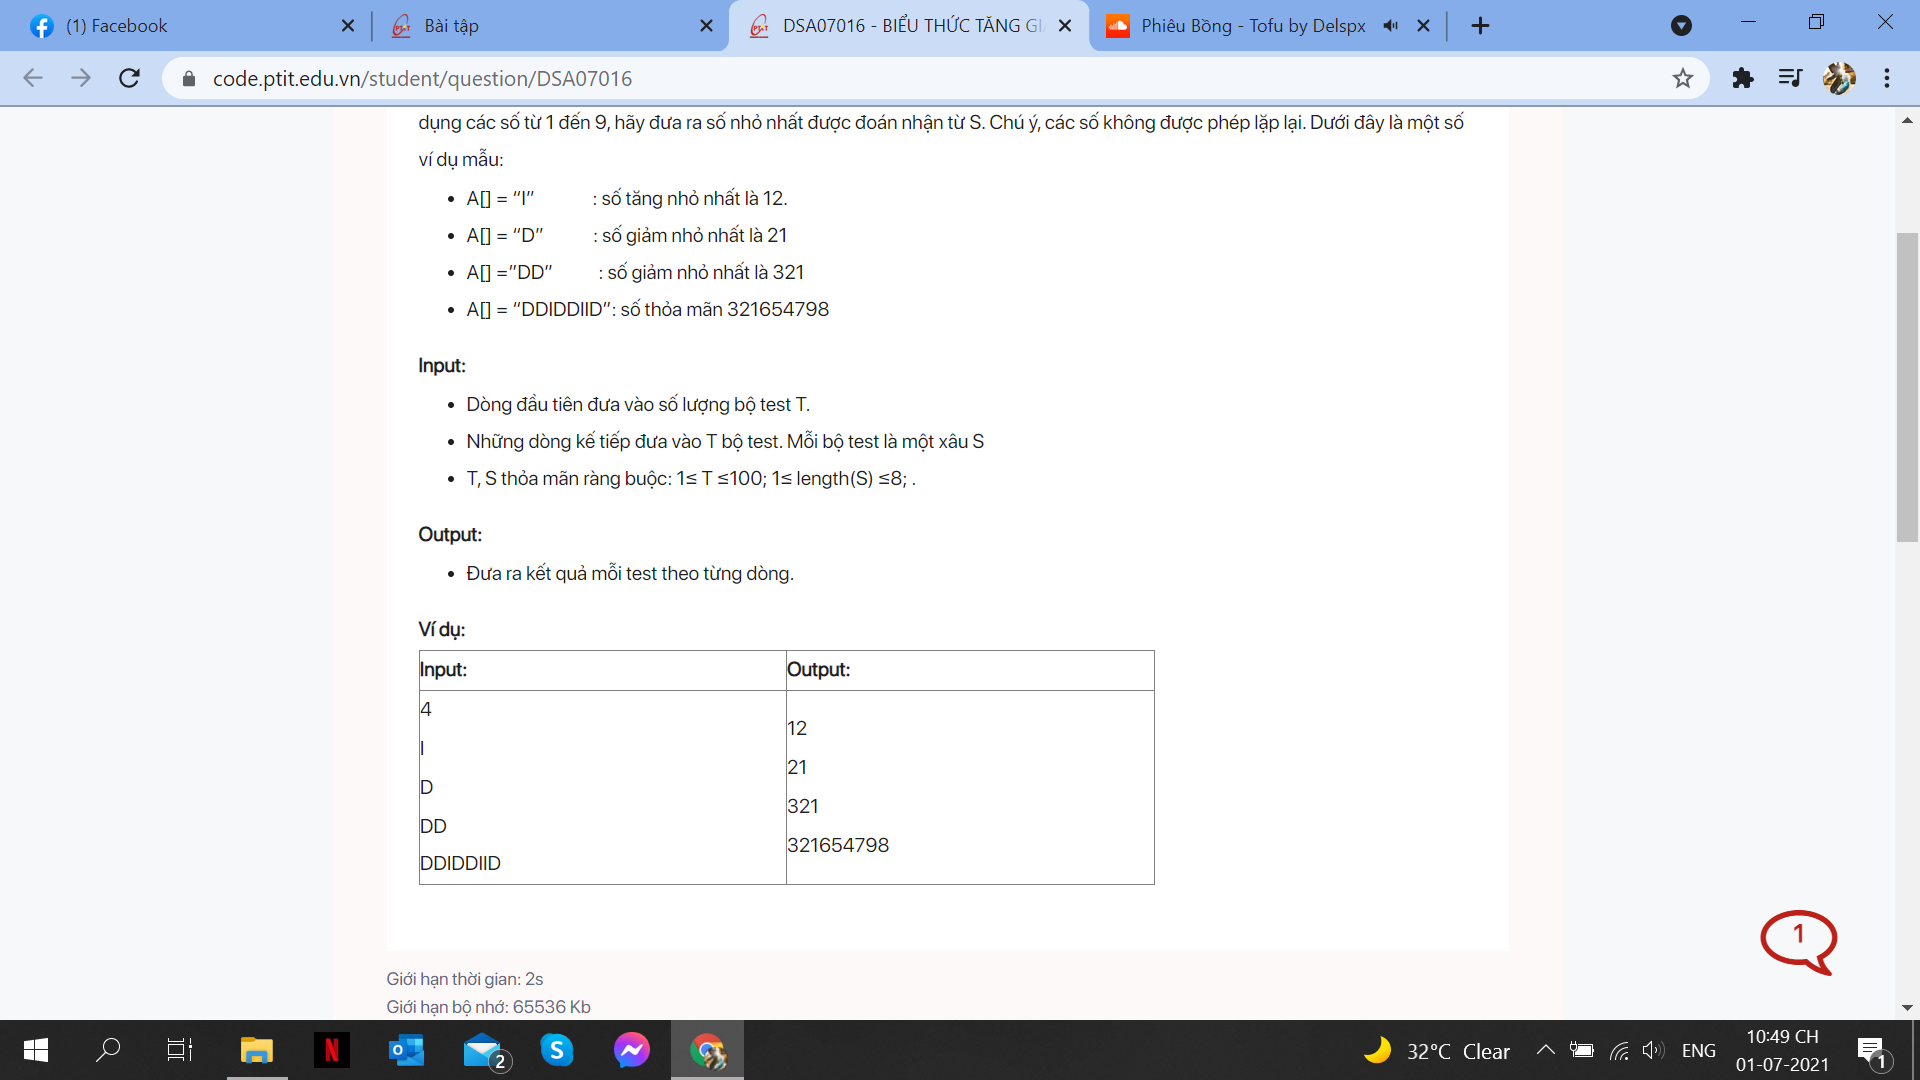 (1) Facebook
Bài tập
DSA07016 - BIỂU THỨC TĂNG GI
Phiêu Bồng - Tofu by Delspx
code.ptit.edu.vn/student/question/DSA07016
dụng các số từ 1 đến 9, hãy đưa ra số nhỏ nhất được đoán nhận từ S. Chú ý, các số không được phép lặp lại. Dưới đây là một số
ví dụ mẫu:
• A[] = “I” : số tăng nhỏ nhất là 12.
• A[] = “D” : số giảm nhỏ nhất là 21
• A[] =”DD” : số giảm nhỏ nhất là 321
• A[] = “DDIDDIID”: số thỏa mãn 321654798
Input:
• Dòng đầu tiên đưa vào số lượng bộ test T.
• Những dòng kế tiếp đưa vào T bộ test. Mỗi bộ test là một xâu S
• T, S thỏa mãn ràng buộc: 1≤ T ≤100; 1≤ length(S) ≤8; .
Output:
• Đưa ra kết quả mỗi test theo từng dòng.
Ví dụ:
Input:
Output:
4
I
D
DD
DDIDDIID
12
21
321
321654798
1
Giới hạn thời gian: 2s
Giới hạn bộ nhớ: 65536 Kb
2
32°C Clear
ENG
10:49 CH
01-07-2021
1